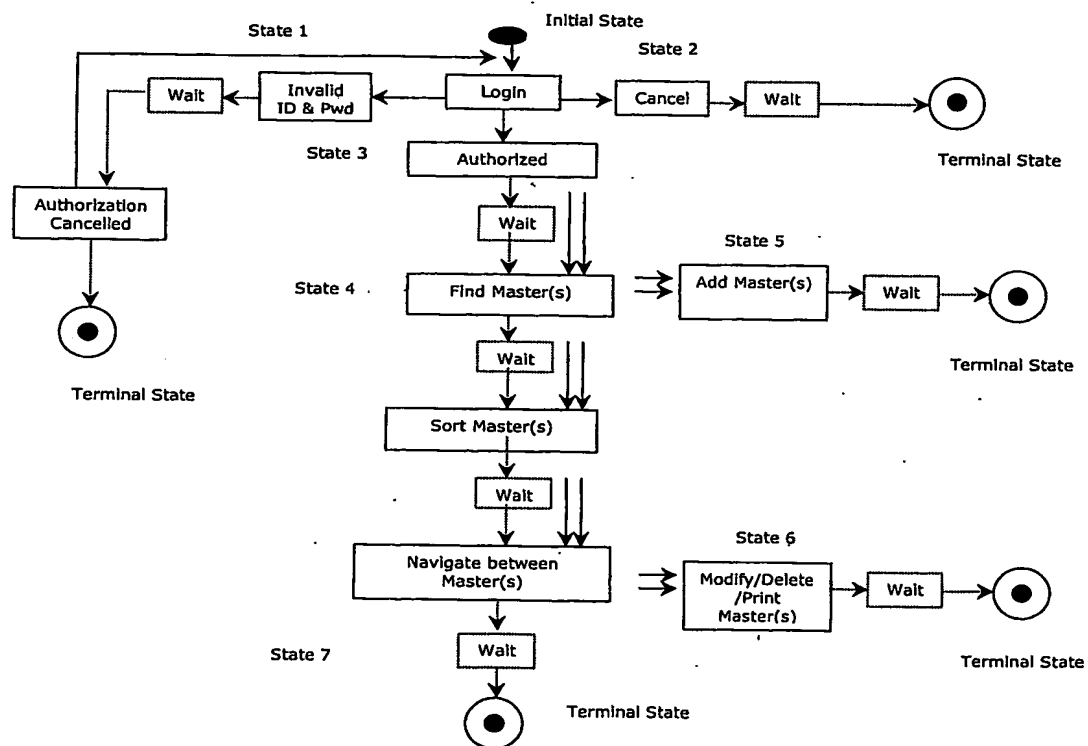 Initial State
State 1
State 2
Wait
Invalid
ID & Pwd
Login
Cancel
Wait
State 3
Authorized
Terminal State
Authorization
Cancelled
Wait
State 5
State 4
Find Master(s)
Add Master(s)
Wait
Wait
Terminal State
Terminal State
Sort Master(s)
Wait
State 6
Navigate between
Master(s)
Modify/Delete
/Print
Master(s)
Wait
State 7
Wait
Terminal State
Terminal State